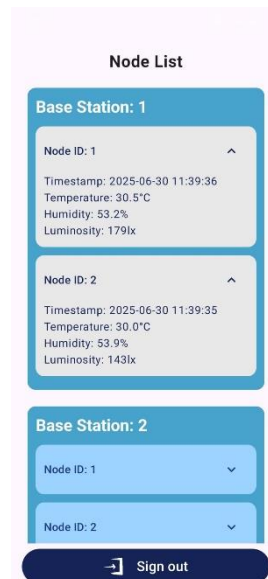 Node List
Base Station: 1
Node ID: 1
Timestamp: 2025-06-30 11:39:36
Temperature: 30.5°C
Humidity: 53.2%
Luminosity: 179lx
Node ID: 2
Timestamp: 2025-06-30 11:39:35
Temperature: 30.0°C
Humidity: 53.9%
Luminosity: 143lx
Base Station: 2
Node ID: 1
Node ID: 2
Sign out